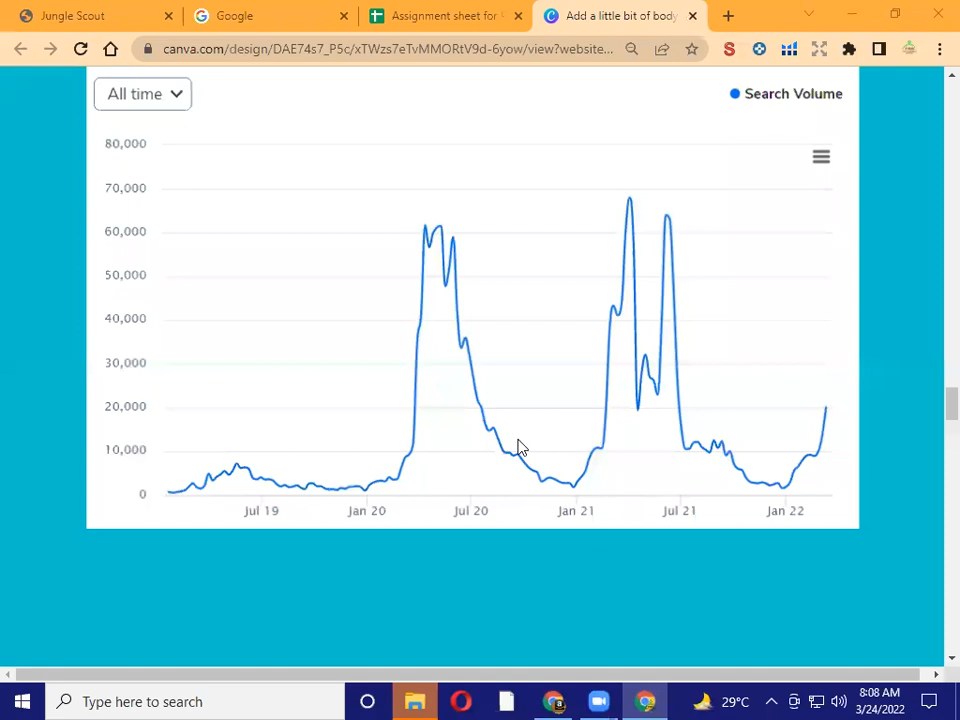 Jungle Scout
Google
Assignment sheet for
Add a little bit of body
canva.com/design/DAE74s7_P5c/xTWzs7eTvMMORtV9d-6yow/view?website...
All time
Search Volume
80,000
70,000
60,000
50,000
40,000
30,000
20,000
10,000
0
Jul 19
Jan 20
Jul 20
Jan 21
Jul 21
Jan 22
Type here to search
29°C
8:08 AM
3/24/2022